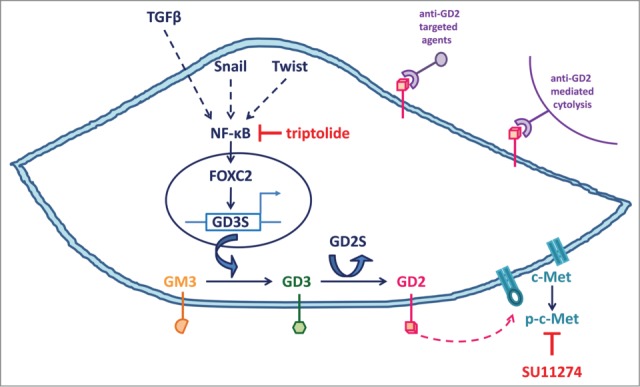 TGFβ
anti-GD2
targeted
agents
Snail
Twist
anti-GD2
mediated
cytolysis
NF-κB
triptolide
FOXC2
GD3S
GD2S
GM3
GD3
GD2
c-Met
p-c-Met
SU11274